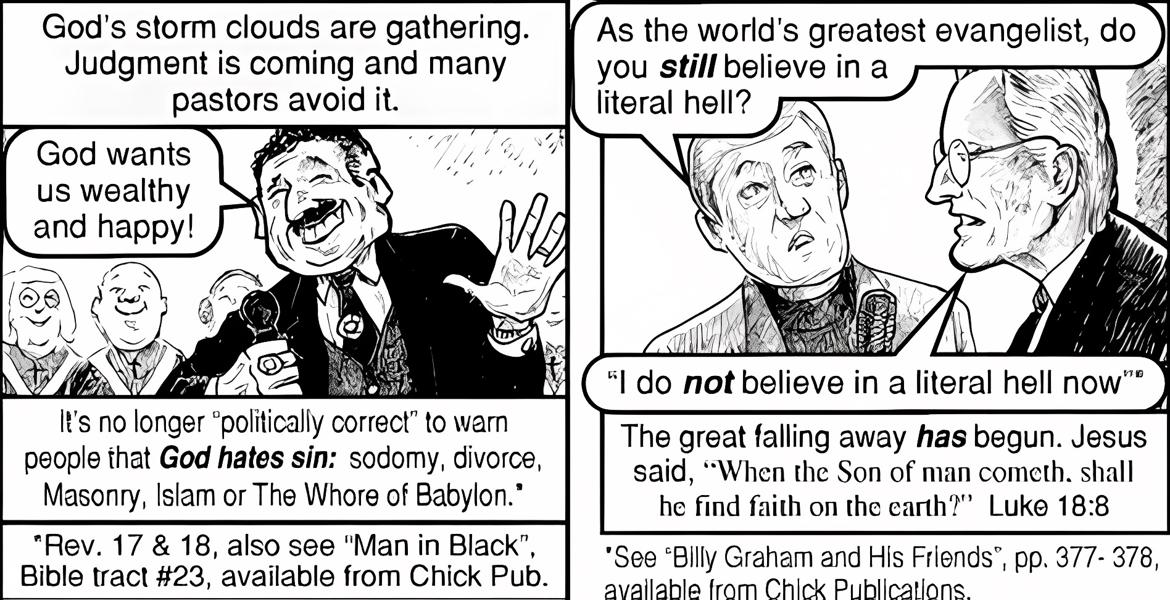 God's storm clouds are gathering.
Judgment is coming and many
pastors avoid it.
God wants
us wealthy
and happy!
It's no longer "politically correct" to warn
people that God hates sin: sodomy, divorce,
Masonry, Islam or The Whore of Babylon.*
*Rev. 17 & 18, also see "Man in Black",
Bible tract #23, available from Chick Pub.
As the world's greatest evangelist, do
you still believe in a
literal hell?
"I do not believe in a literal hell now"*
The great falling away has begun. Jesus
said, "When the Son of man cometh, shall
he find faith on the earth?" Luke 18:8
*See "Billy Graham and His Friends", pp. 377- 378,
available from Chick Publications.